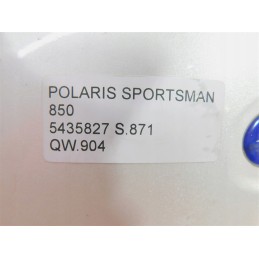 POLARIS SPORTSMAN
850
5435827 S.871
QW.904